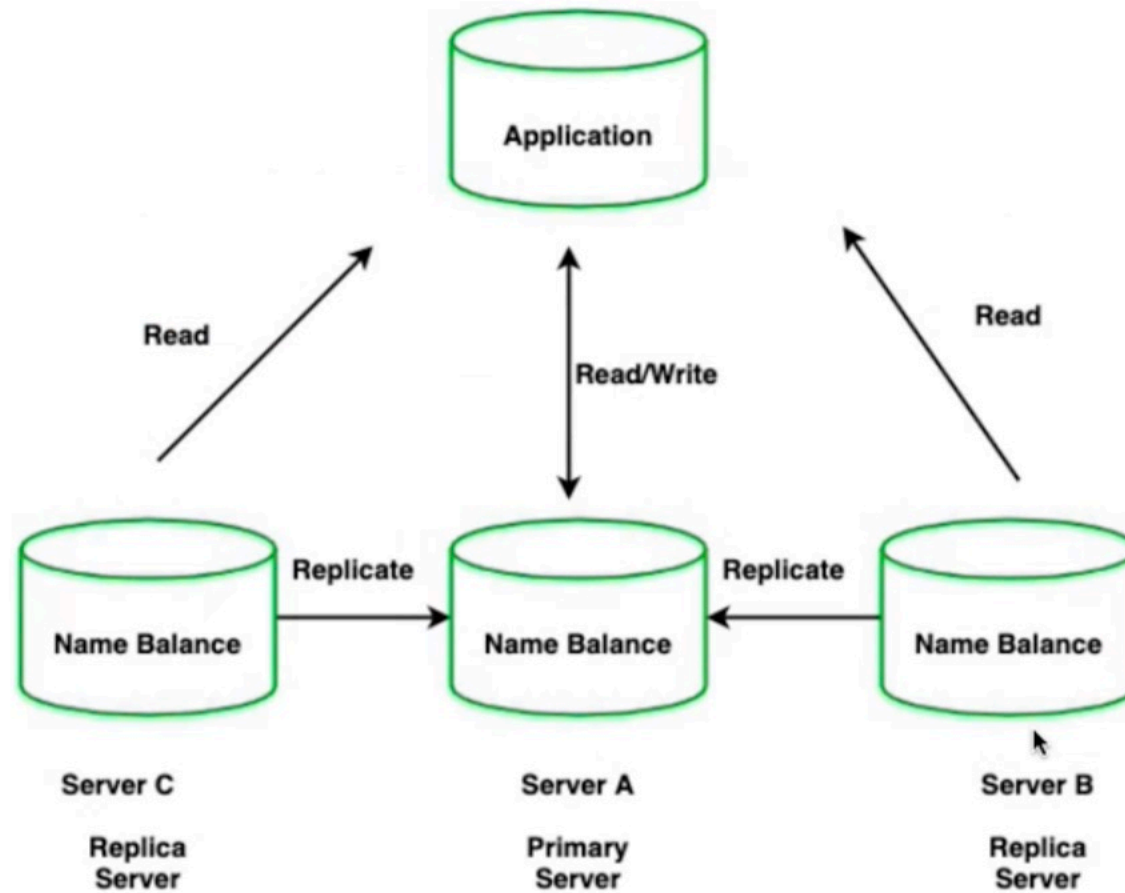 Application
Read
Read
Read/Write
Replicate
Replicate
Name Balance
Name Balance
Name Balance
Server C
Server A
Server B
Replica
Server
Primary
Server
Replica
Server